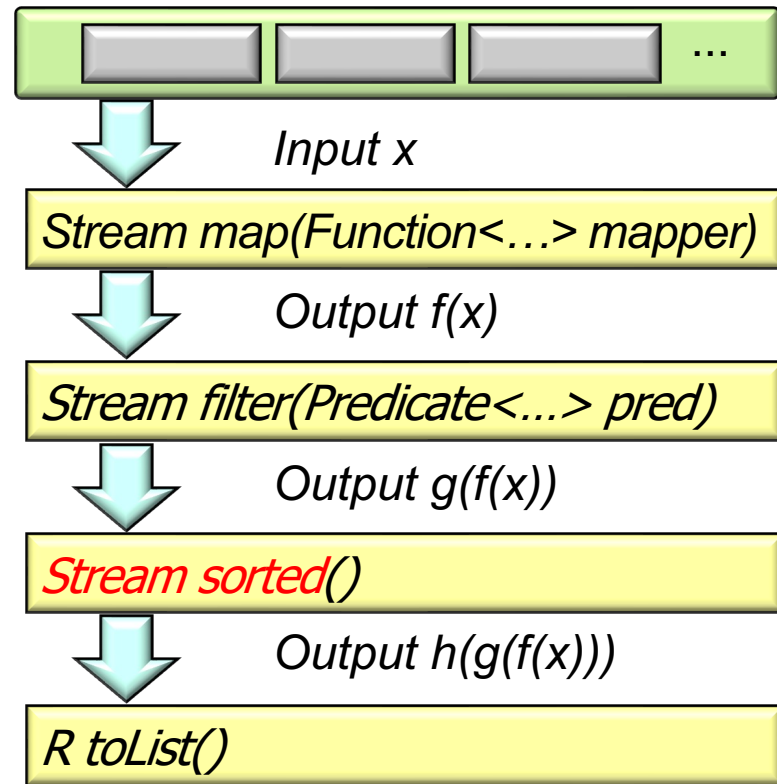 ...
Input x
Stream map(Function<…> mapper)
Output f(x)
Stream filter(Predicate<...> pred)
Output g(f(x))
Stream sorted()
Output h(g(f(x)))
R toList()